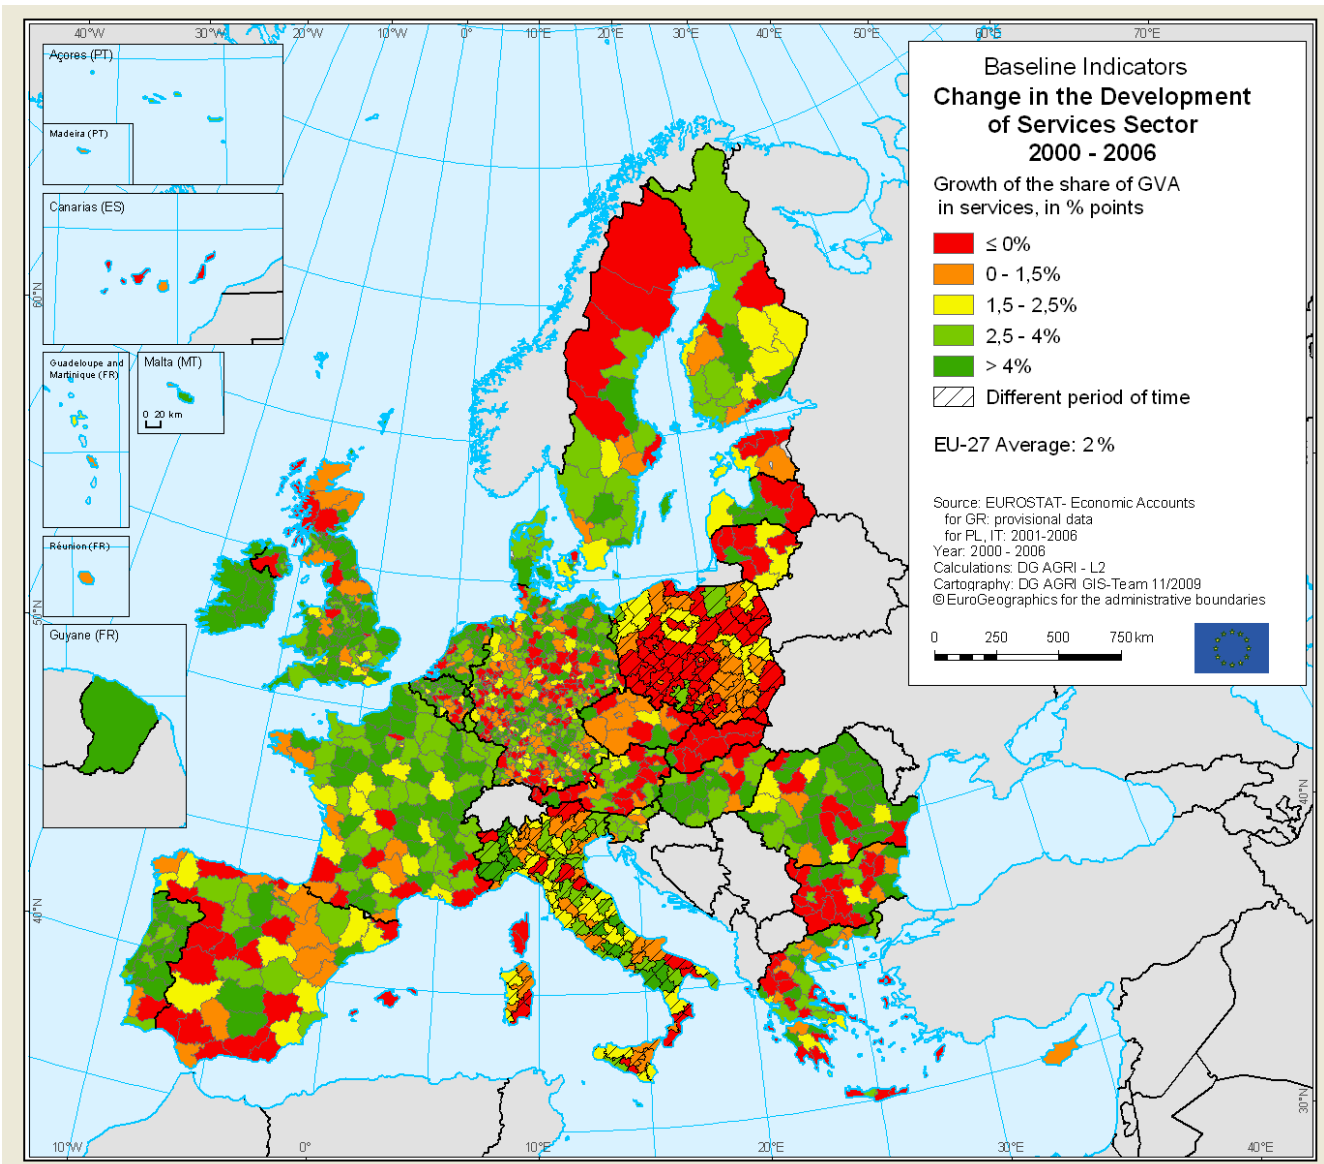 40°W
30°W
20°W
10°W
0°
10°E
20°E
30°E
40°E
50°E
60°E
70°E
Açores (PT)
Madeira (PT)
Canarias (ES)
Guadeloupe and
Martinique (FR)
Malta (MT)
0 20 km
Réunion (FR)
Guyane (FR)
60°N
50°N
40°N
Baseline Indicators
Change in the Development
of Services Sector
2000 - 2006
Growth of the share of GVA
in services, in % points
≤ 0%
0 - 1,5%
1,5 - 2,5%
2,5 - 4%
> 4%
Different period of time
EU-27 Average: 2 %
Source: EUROSTAT- Economic Accounts
for GR: provisional data
for PL, IT: 2001-2006
Year: 2000 - 2006
Calculations: DG AGRI - L2
Cartography: DG AGRI GIS-Team 11/2009
© EuroGeographics for the administrative boundaries
0 250 500 750 km
40°N
30°N
10°W
0°
10°E
20°E
30°E
40°E